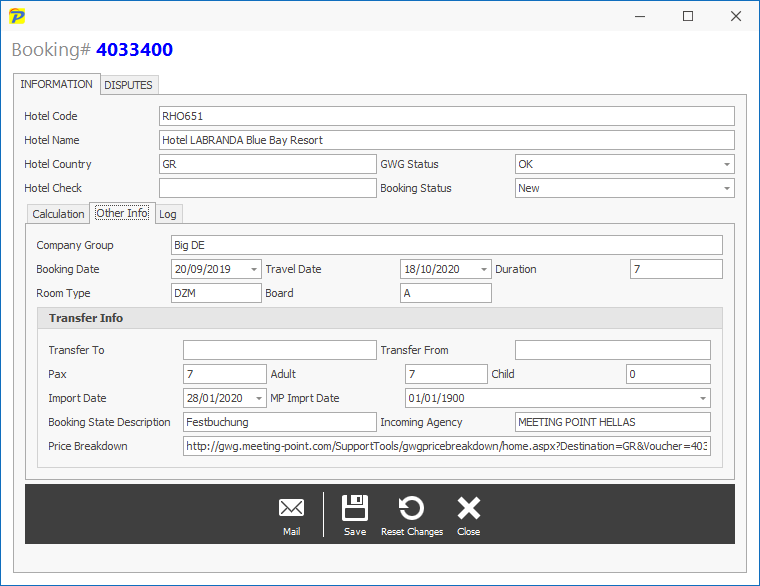 Booking# 4033400
INFORMATION DISPUTES
Hotel Code RHO651
Hotel Name Hotel LABRANDA Blue Bay Resort
Hotel Country GR GWG Status OK
Hotel Check Booking Status New
Calculation Other Info Log
Company Group Big DE
Booking Date 20/09/2019 Travel Date 18/10/2020 Duration 7
Room Type DZM Board A
Transfer Info
Transfer To Transfer From
Pax 7 Adult 7 Child 0
Import Date 28/01/2020 MP Imprt Date 01/01/1900
Booking State Description Festbuchung Incoming Agency MEETING POINT HELLAS
Price Breakdown http://gwg.meeting-point.com/SupportTools/gwgpricebreakdown/home.aspx?Destination=GR&Voucher=403
Mail Save Reset Changes Close